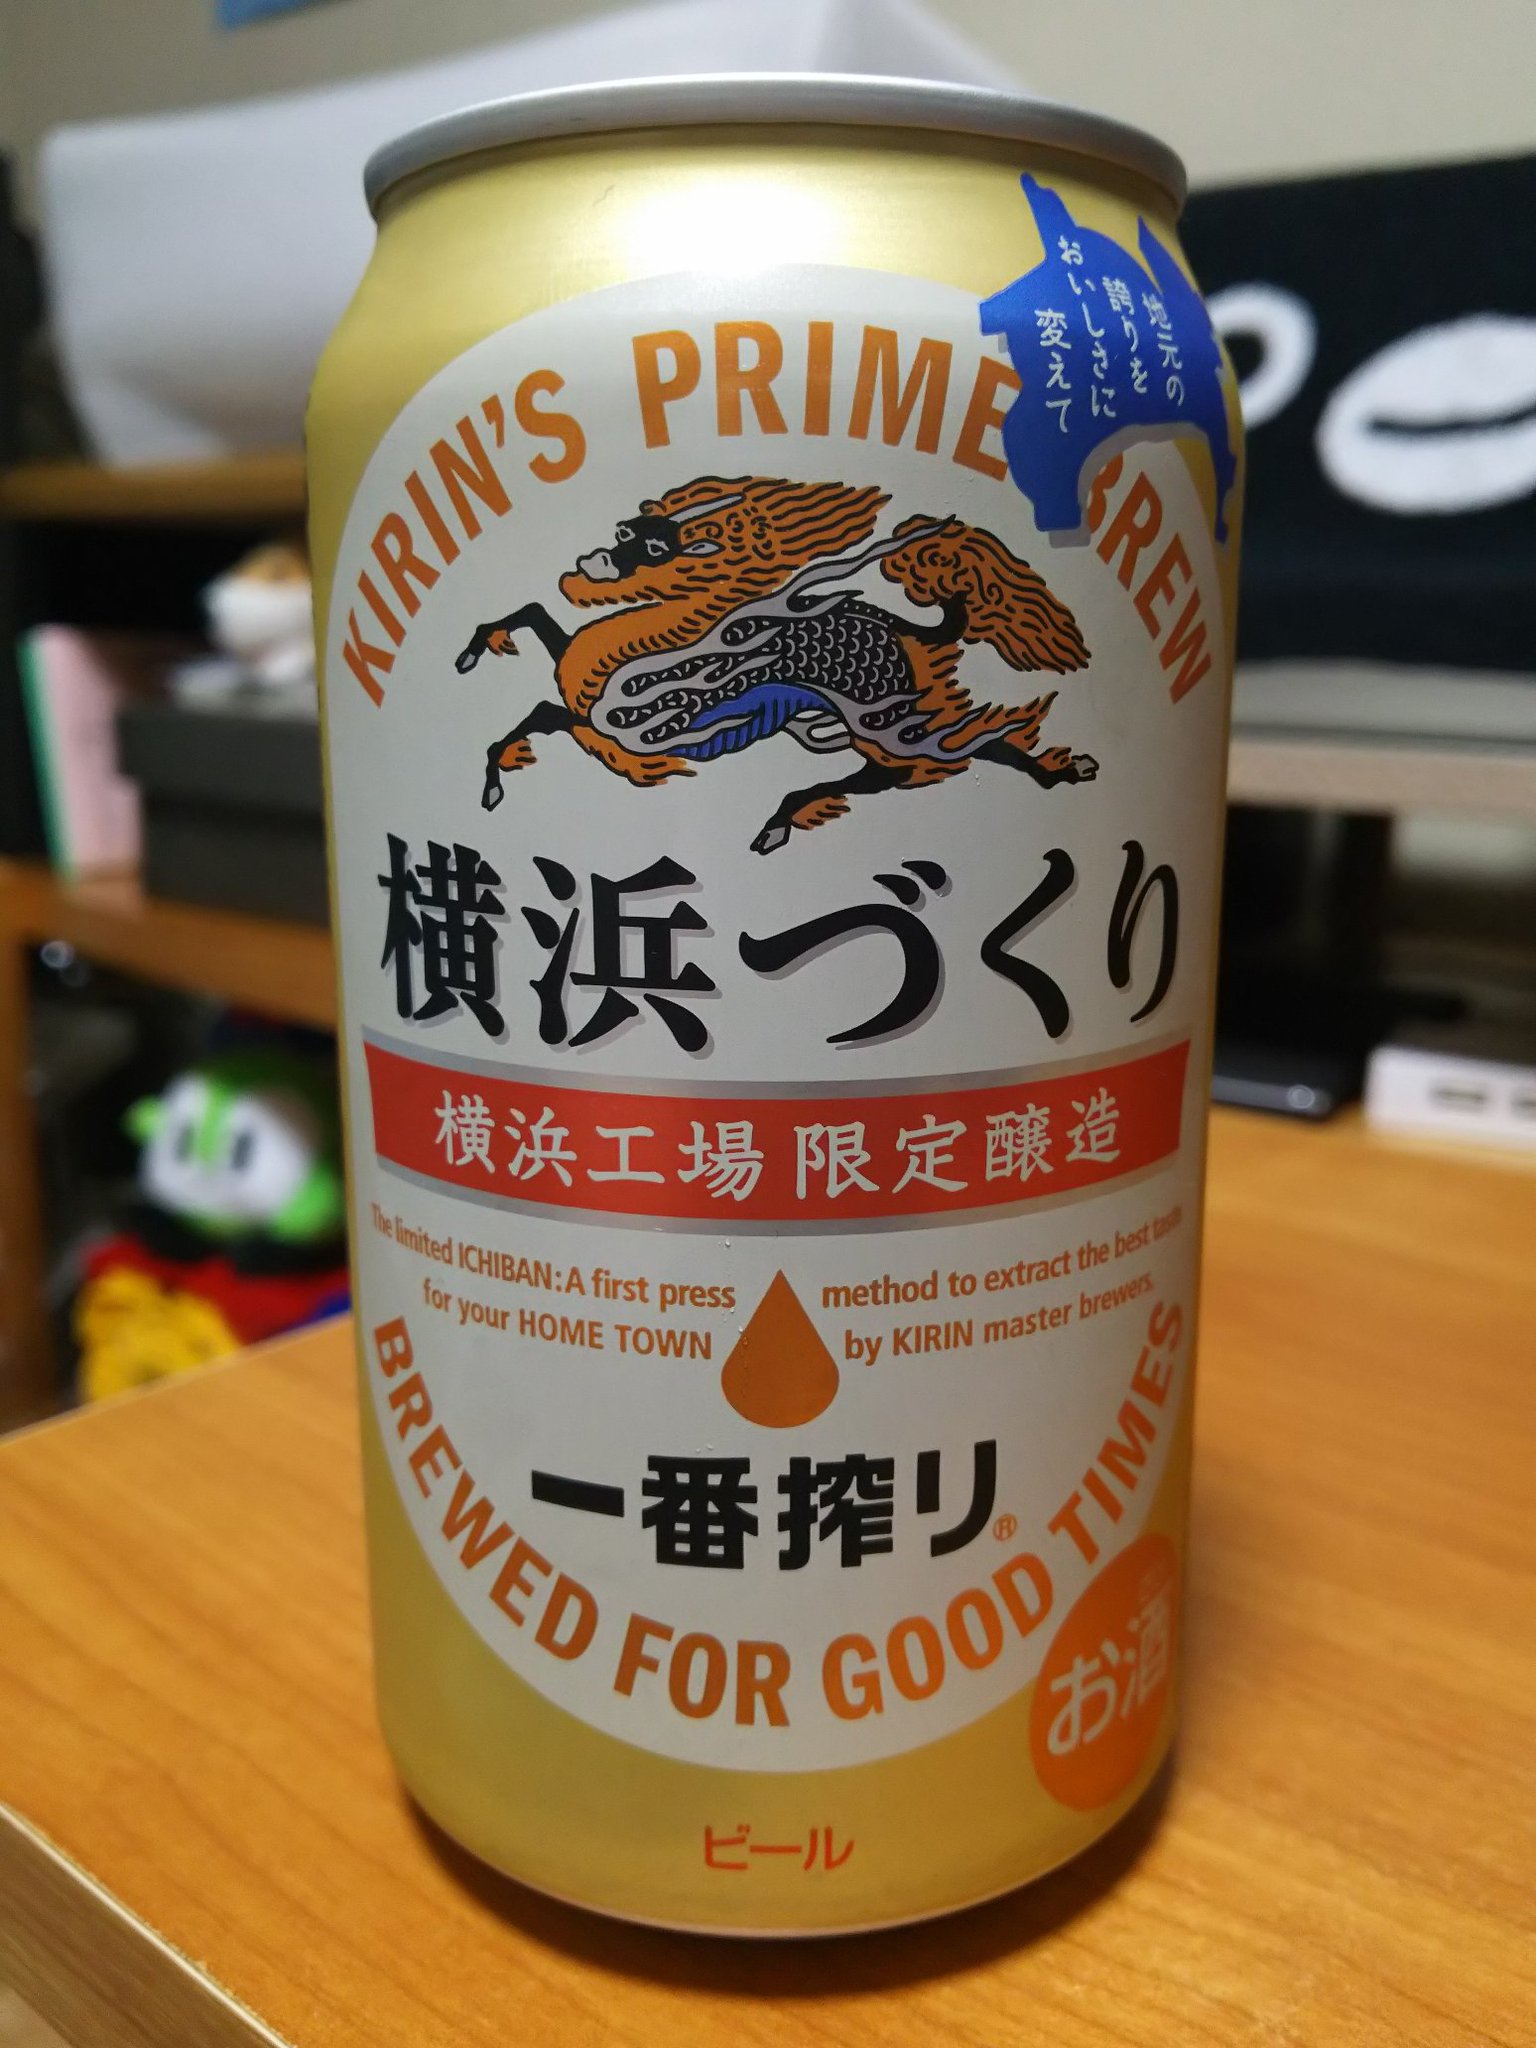 KIRIN'S PRIME BREW
地元の
誇りを
おいしさに
変えて
横浜づくり
横浜工場 限定醸造
The limited ICHIBAN: A first press method to extract the best taste
for your HOME TOWN by KIRIN master brewers.
一番搾り®
BREWED FOR GOOD TIMES
お酒
ビール